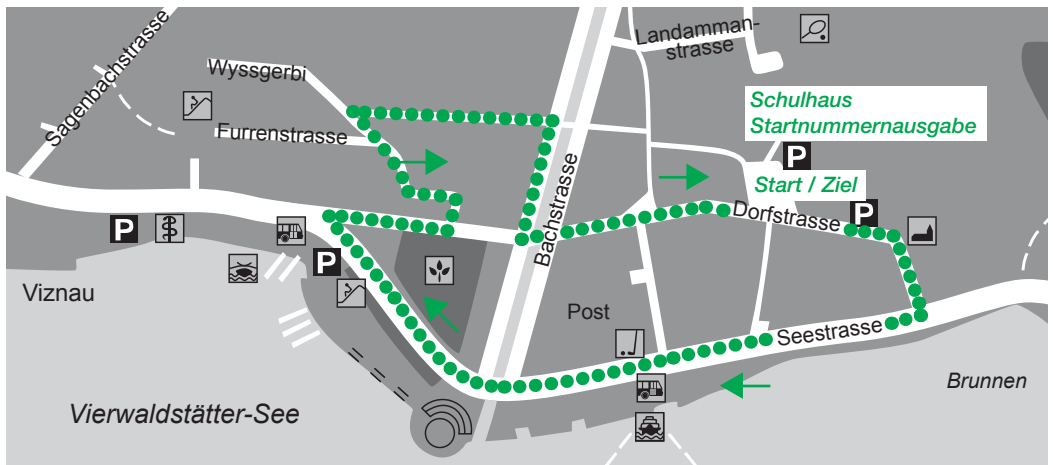 Landamman-
strasse
Sagenbachstrasse
Wyssgerbi
Furrenstrasse
Schulhaus
Startnummernausgabe
P
Start / Ziel
P
Dorfstrasse
Bachstrasse
P
P
Viznau
Post
Seestrasse
Brunnen
Vierwaldstätter-See